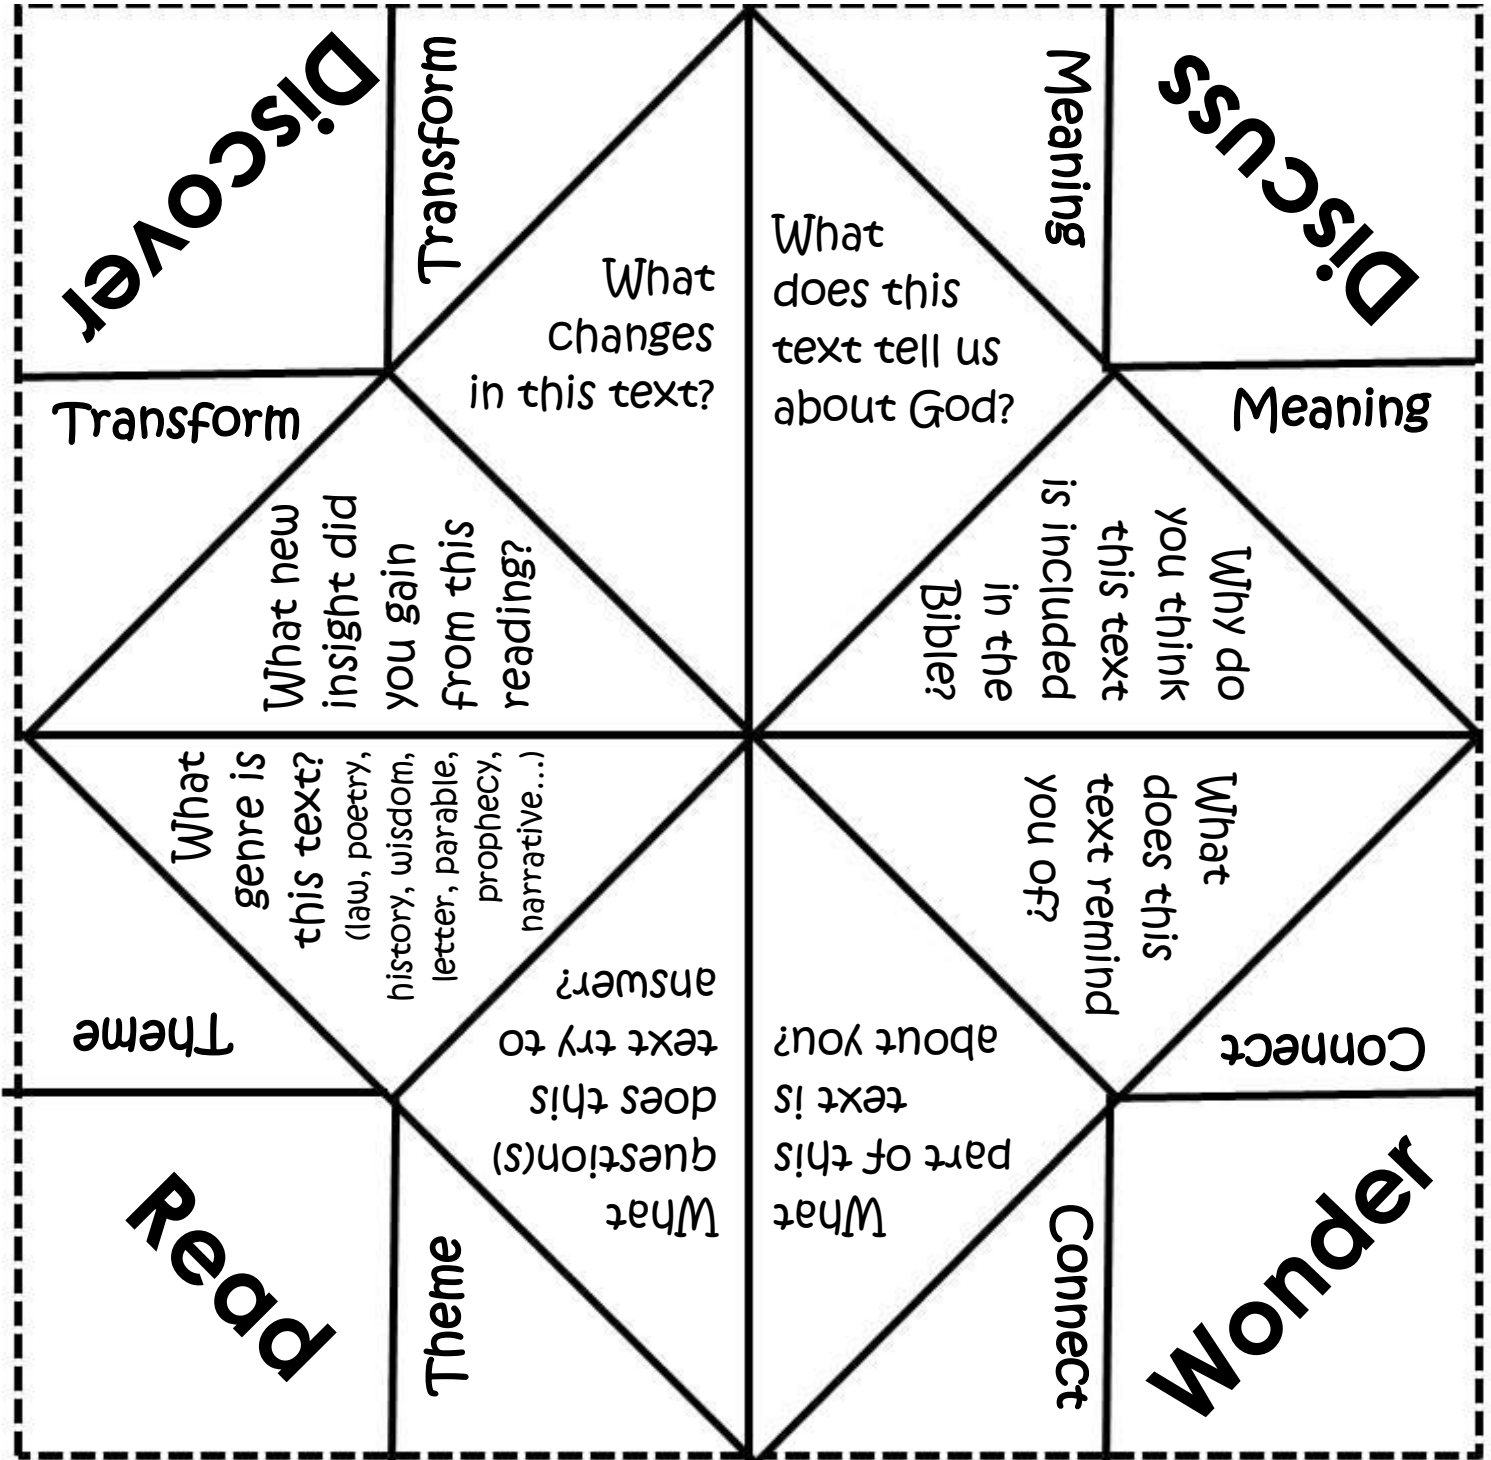 Discover
Transform
Meaning
Discuss
What
changes
in this text?
What
does this
text tell us
about God?
Transform
Meaning
What new
insight did
you gain
from this
reading?
Why do
you think
this text
is included
in the
Bible?
What
genre is
this text?
(law, poetry,
history, wisdom,
letter, parable,
prophecy,
narrative...)
What
does this
text remind
you of?
What
question(s)
does this
text try to
answer?
What
part of this
text is
about you?
Theme
Connect
Read
Theme
Connect
Wonder